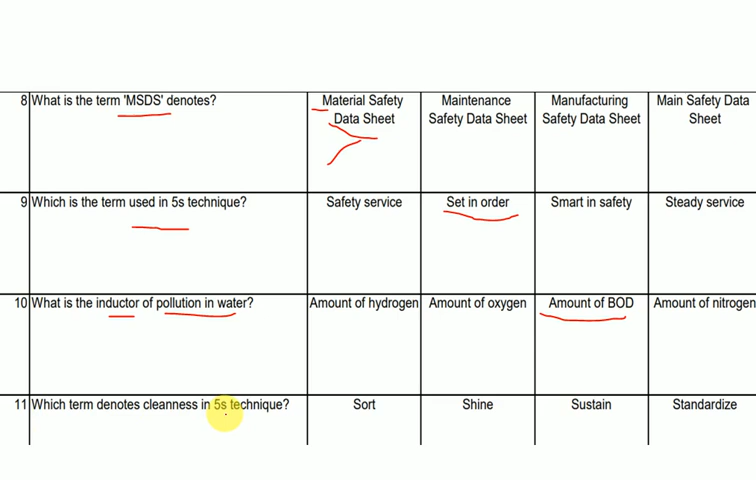 8 What is the term 'MSDS' denotes? Material Safety Maintenance Manufacturing Main Safety Data
Data Sheet Safety Data Sheet Safety Data Sheet Sheet
9 Which is the term used in 5s technique? Safety service Set in order Smart in safety Steady service
10 What is the inductor of pollution in water? Amount of hydrogen Amount of oxygen Amount of BOD Amount of nitrogen
11 Which term denotes cleanness in 5s technique? Sort Shine Sustain Standardize